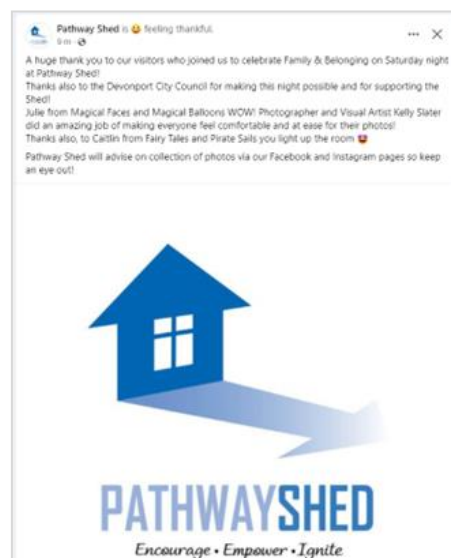 Pathway Shed is 😀 feeling thankful.
A huge thank you to our visitors who joined us to celebrate Family & Belonging on Saturday night
at Pathway Shed!
Thanks also to the Devonport City Council for making this night possible and for supporting the
Shed!
Julie from Magical Faces and Magical Balloons WOW! Photographer and Visual Artist Kelly Slater
did an amazing job of making everyone feel comfortable and at ease for their photos!
Thanks also, to Caitlin from Fairy Tales and Pirate Sails you light up the room 🤩
Pathway Shed will advise on collection of photos via our Facebook and Instagram pages so keep
an eye out!
PATHWAYSHED
Encourage • Empower • Ignite